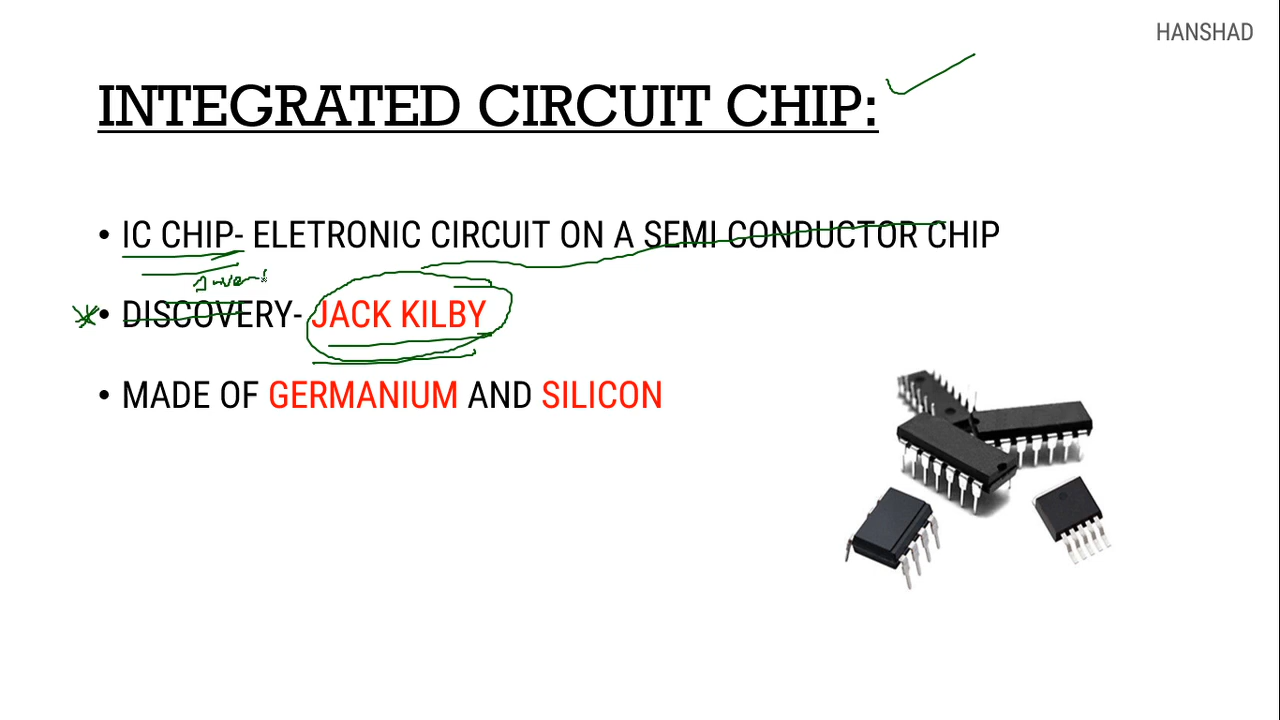 HANSHAD
INTEGRATED CIRCUIT CHIP:
• IC CHIP- ELETRONIC CIRCUIT ON A SEMI CONDUCTOR CHIP
• DISCOVERY- JACK KILBY
• MADE OF GERMANIUM AND SILICON